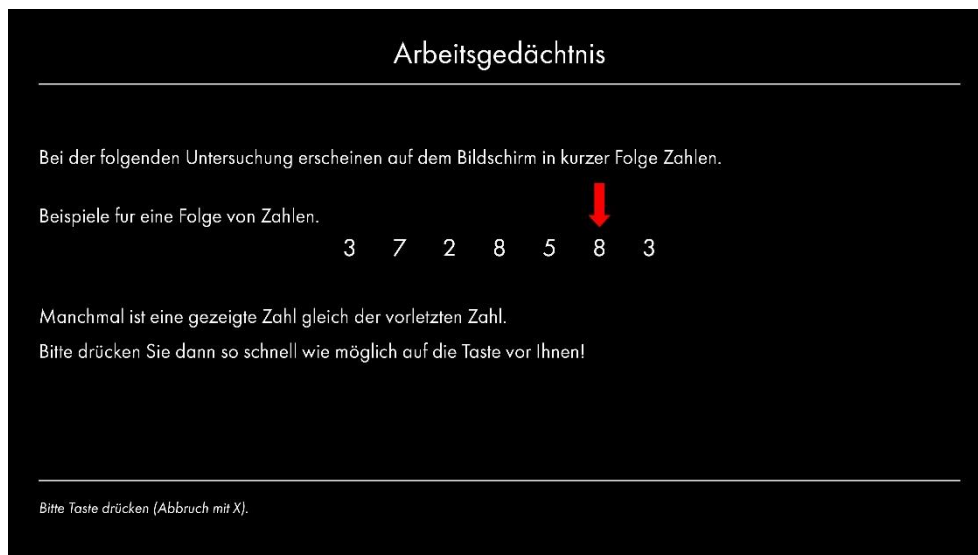 Arbeitsgedächtnis
Bei der folgenden Untersuchung erscheinen auf dem Bildschirm in kurzer Folge Zahlen.
Beispiele fur eine Folge von Zahlen.
3 7 2 8 5 8 3
Manchmal ist eine gezeigte Zahl gleich der vorletzten Zahl.
Bitte drücken Sie dann so schnell wie möglich auf die Taste vor Ihnen!
Bitte Taste drücken (Abbruch mit X).